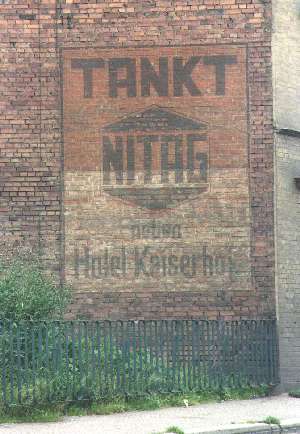 TANKT
NITAG
neben
Hotel Kaiserhof